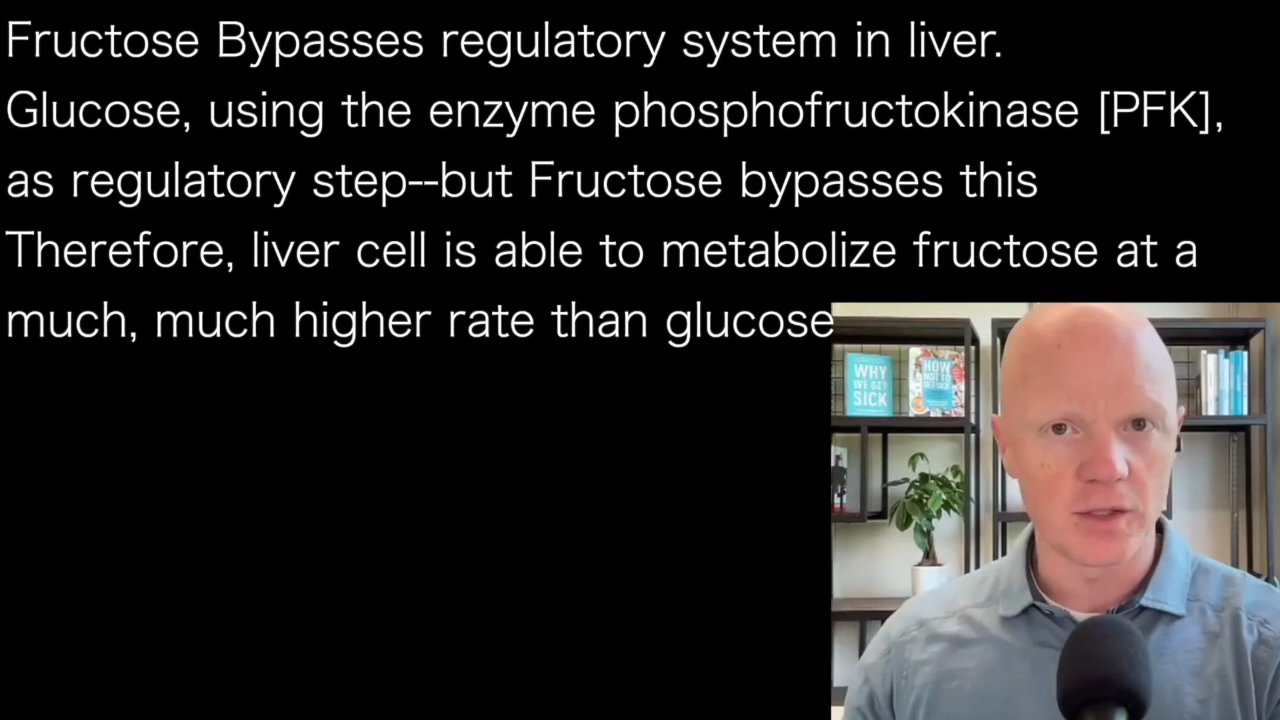 Fructose Bypasses regulatory system in liver.
Glucose, using the enzyme phosphofructokinase [PFK],
as regulatory step--but Fructose bypasses this
Therefore, liver cell is able to metabolize fructose at a
much, much higher rate than glucose
WHY
WE GET
SICK
HOW
NOT TO
GET SICK